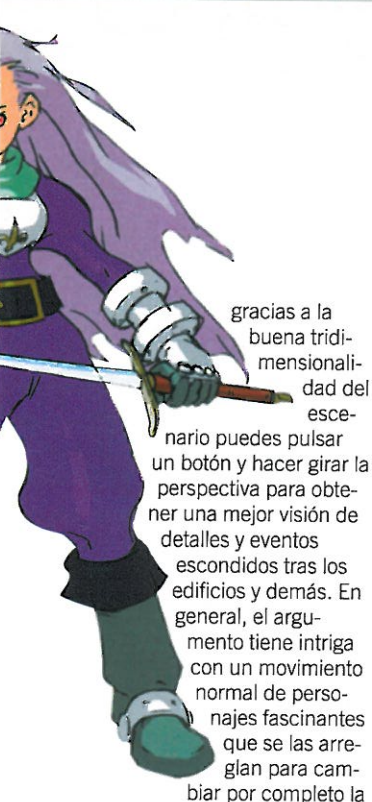 gracias a la
buena tridi-
mensionali-
dad del
esce-
nario puedes pulsar
un botón y hacer girar la
perspectiva para obte-
ner una mejor visión de
detalles y eventos
escondidos tras los
edificios y demás. En
general, el argu-
mento tiene intriga
con un movimiento
normal de perso-
najes fascinantes
que se las arre-
glan para cam-
biar por completo la